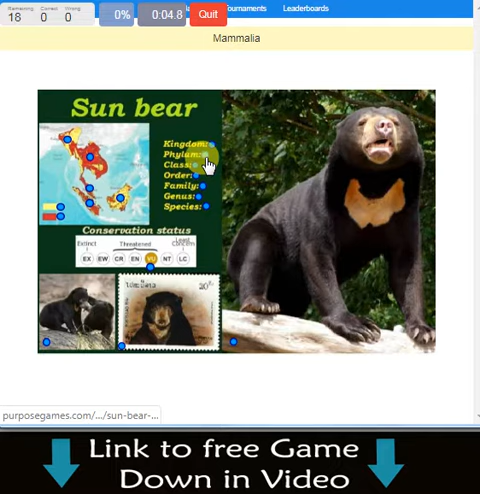 Remaining Correct Wrong
18 0 0
0%
0:04.8
Quit
Tournaments
Leaderboards
Mammalia
Sun bear
Kingdom:
Phylum:
Class:
Order:
Family:
Genus:
Species:
Conservation status
Extinct
Threatened
Least Concern
EX EW CR EN VU NT LC
20
purposegames.com/.../sun-bear-...
Link to free Game
Down in Video